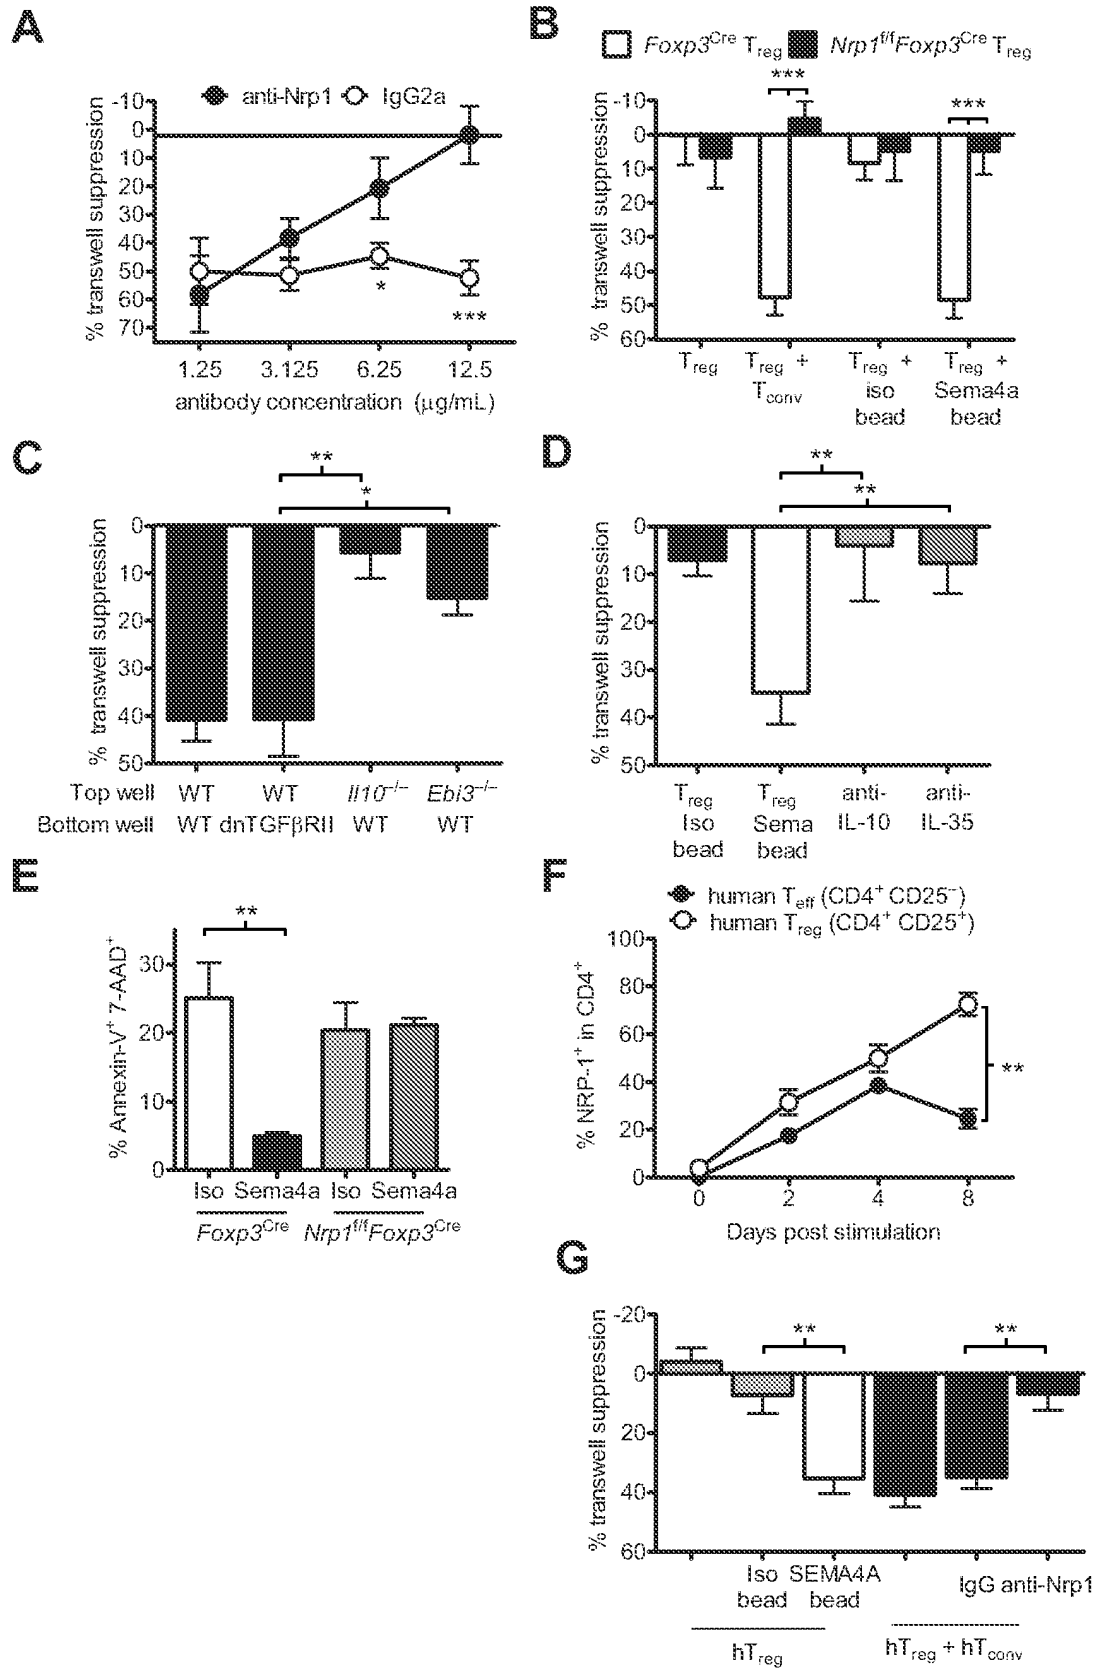 A
anti-Nrp1 IgG2a
% transwell suppression
-10
0
10
20
30
40
50
60
70
*
***
1.25 3.125 6.25 12.5
antibody concentration (μg/mL)
B
Foxp3Cre Treg Nrp1f/fFoxp3Cre Treg
% transwell suppression
-10
0
10
20
30
40
50
60
***
***
Treg Treg + Treg + Treg +
Tconv iso Sema4a
bead bead
C
% transwell suppression
0
10
20
30
40
50
**
*
Top well WT WT Il10–/– Ebi3–/–
Bottom well WT dnTGFβRII WT WT
D
% transwell suppression
0
10
20
30
40
50
**
**
Treg Treg anti- anti-
Iso Sema IL-10 IL-35
bead bead
E
% Annexin-V+ 7-AAD+
30
20
10
0
**
Iso Sema4a Iso Sema4a
Foxp3Cre Nrp1f/fFoxp3Cre
F
human Teff (CD4+ CD25–)
human Treg (CD4+ CD25+)
% NRP-1+ in CD4+
100
80
60
40
20
0
**
0 2 4 8
Days post stimulation
G
% transwell suppression
-20
0
20
40
60
**
**
Iso SEMA4A
bead bead
IgG anti-Nrp1
hTreg
hTreg + hTconv